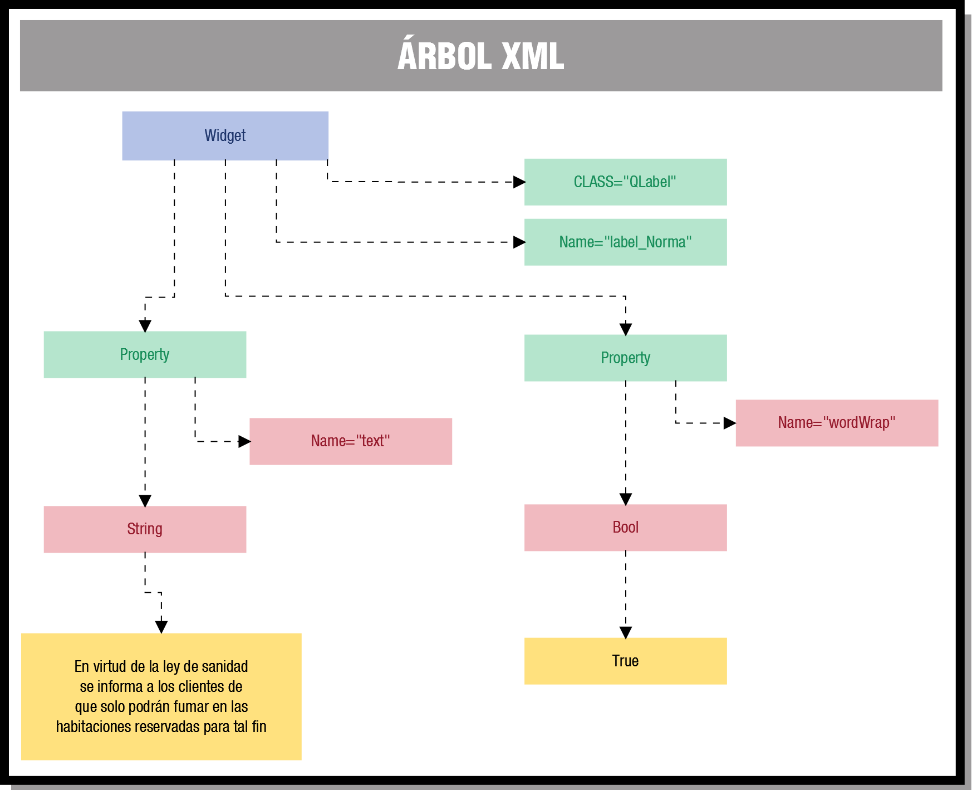 ÁRBOL XML
Widget
CLASS="QLabel"
Name="label_Norma"
Property
Property
Name="text"
Name="wordWrap"
String
Bool
En virtud de la ley de sanidad
se informa a los clientes de
que solo podrán fumar en las
habitaciones reservadas para tal fin
True